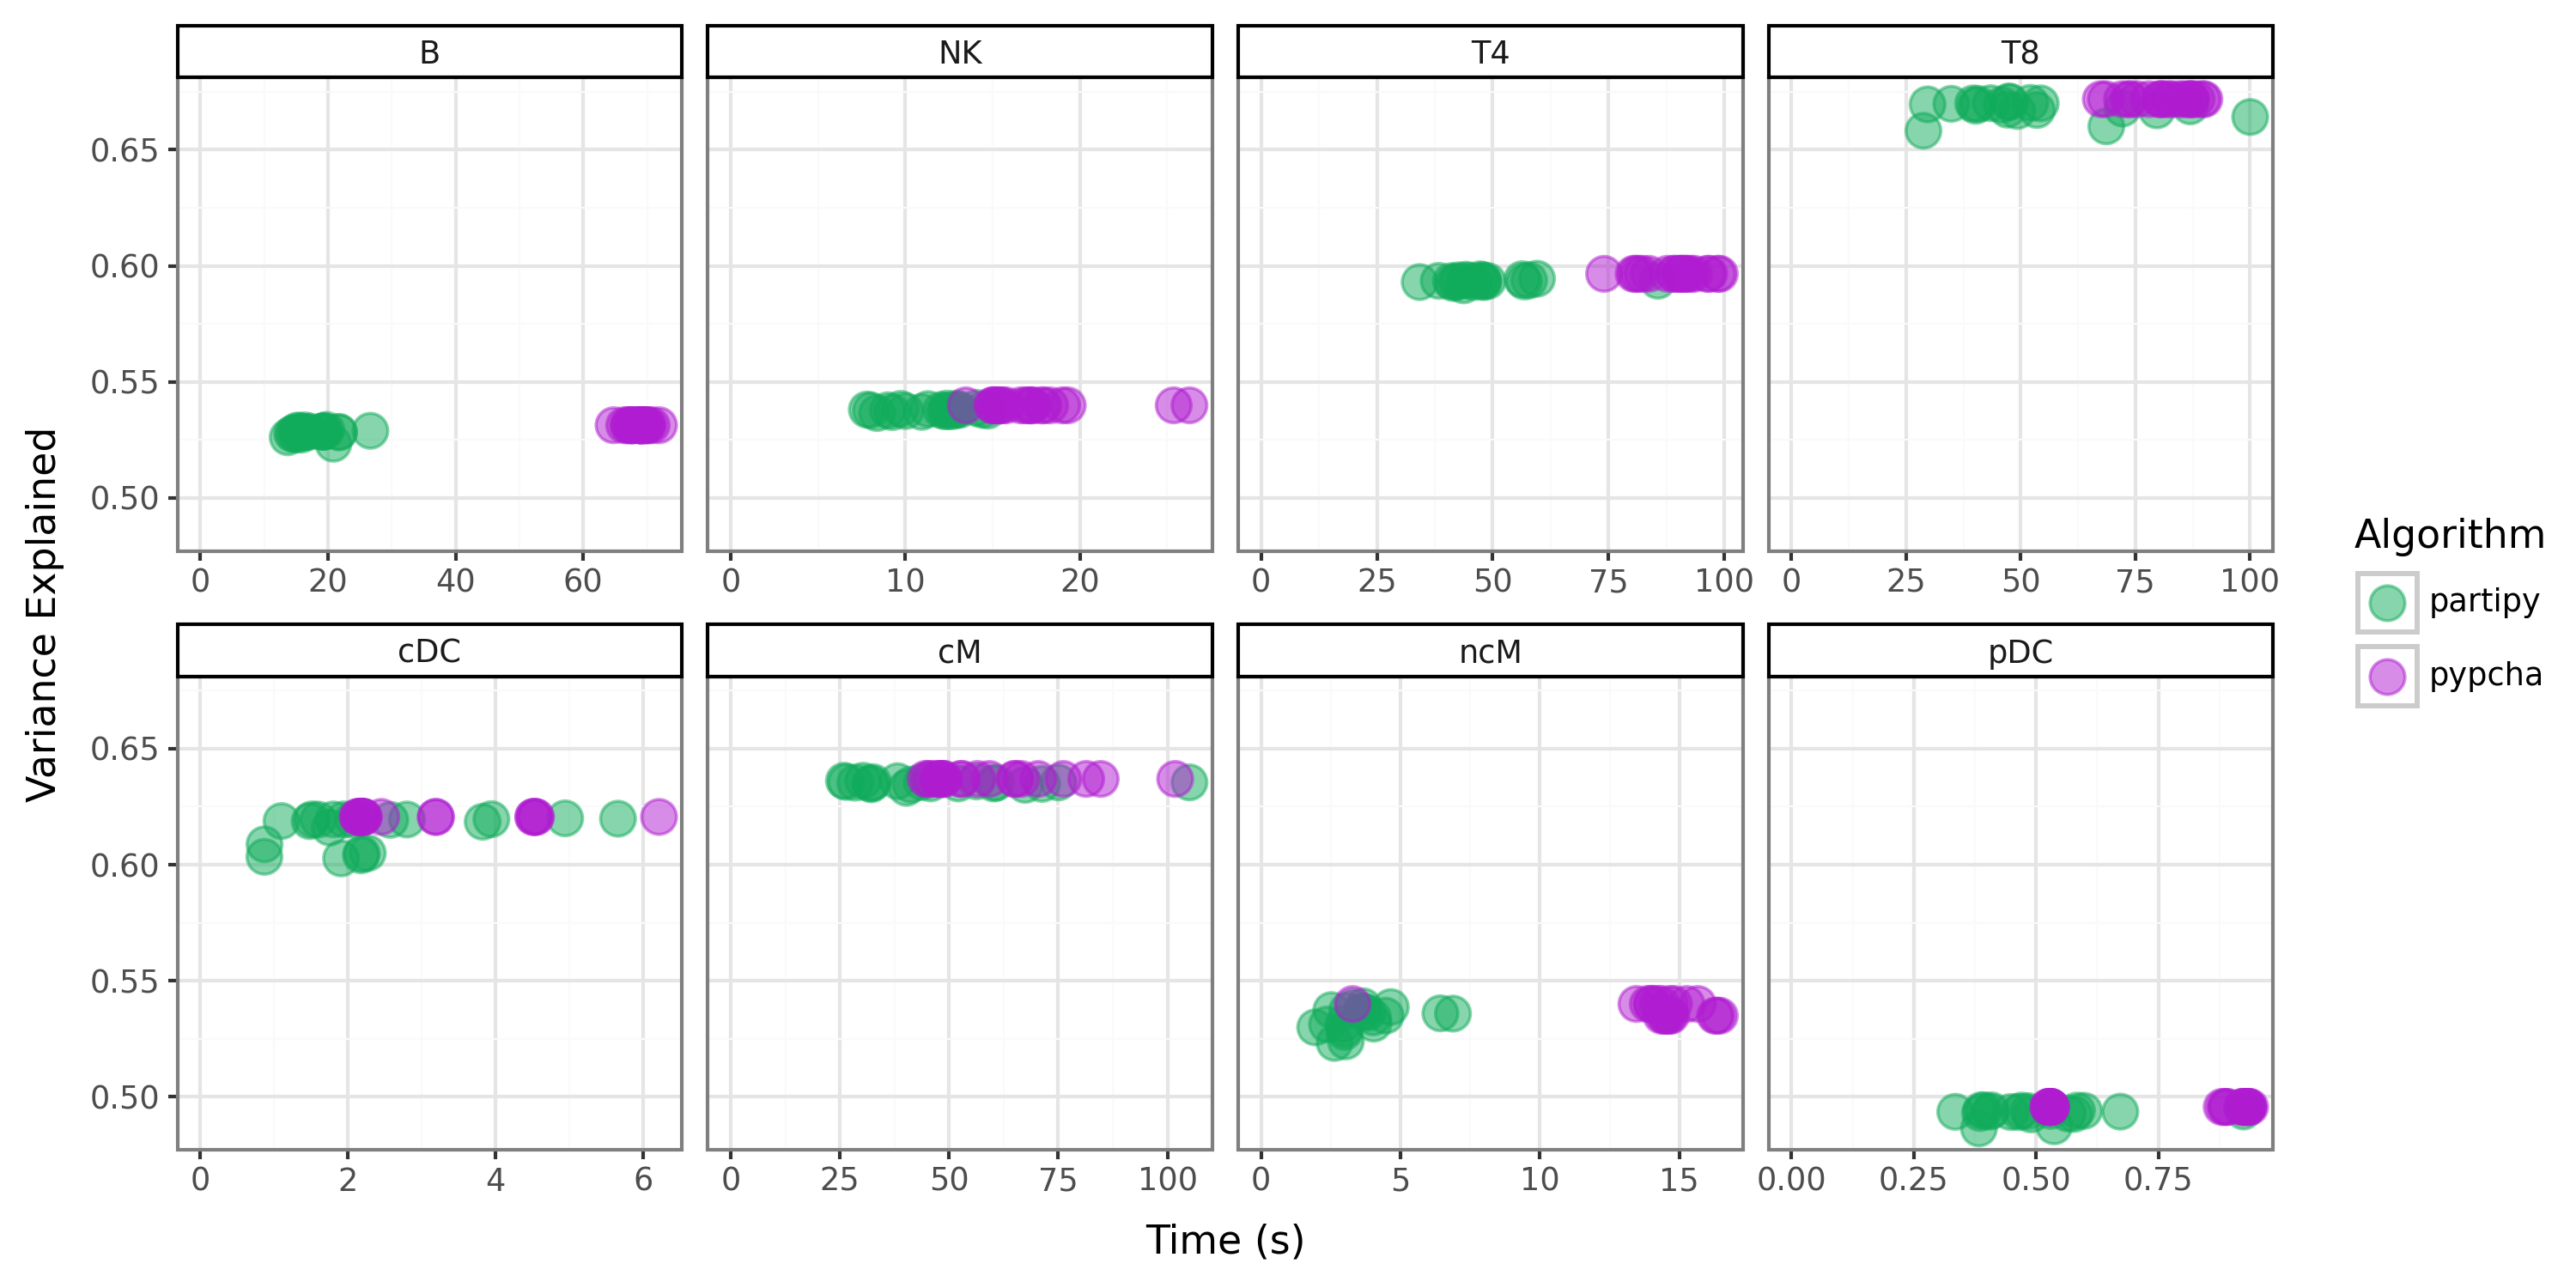 B NK T4 T8
0.65
0.60
0.55
0.50
0 20 40 60 0 10 20 0 25 50 75 100 0 25 50 75 100
cDC cM ncM pDC
0.65
0.60
0.55
0.50
0 2 4 6 0 25 50 75 100 0 5 10 15 0.00 0.25 0.50 0.75
Variance Explained
Time (s)
Algorithm
partipy
pypcha